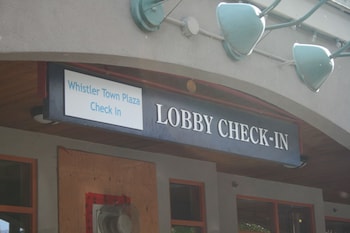 Whistler Town Plaza
Check In
LOBBY CHECK-IN